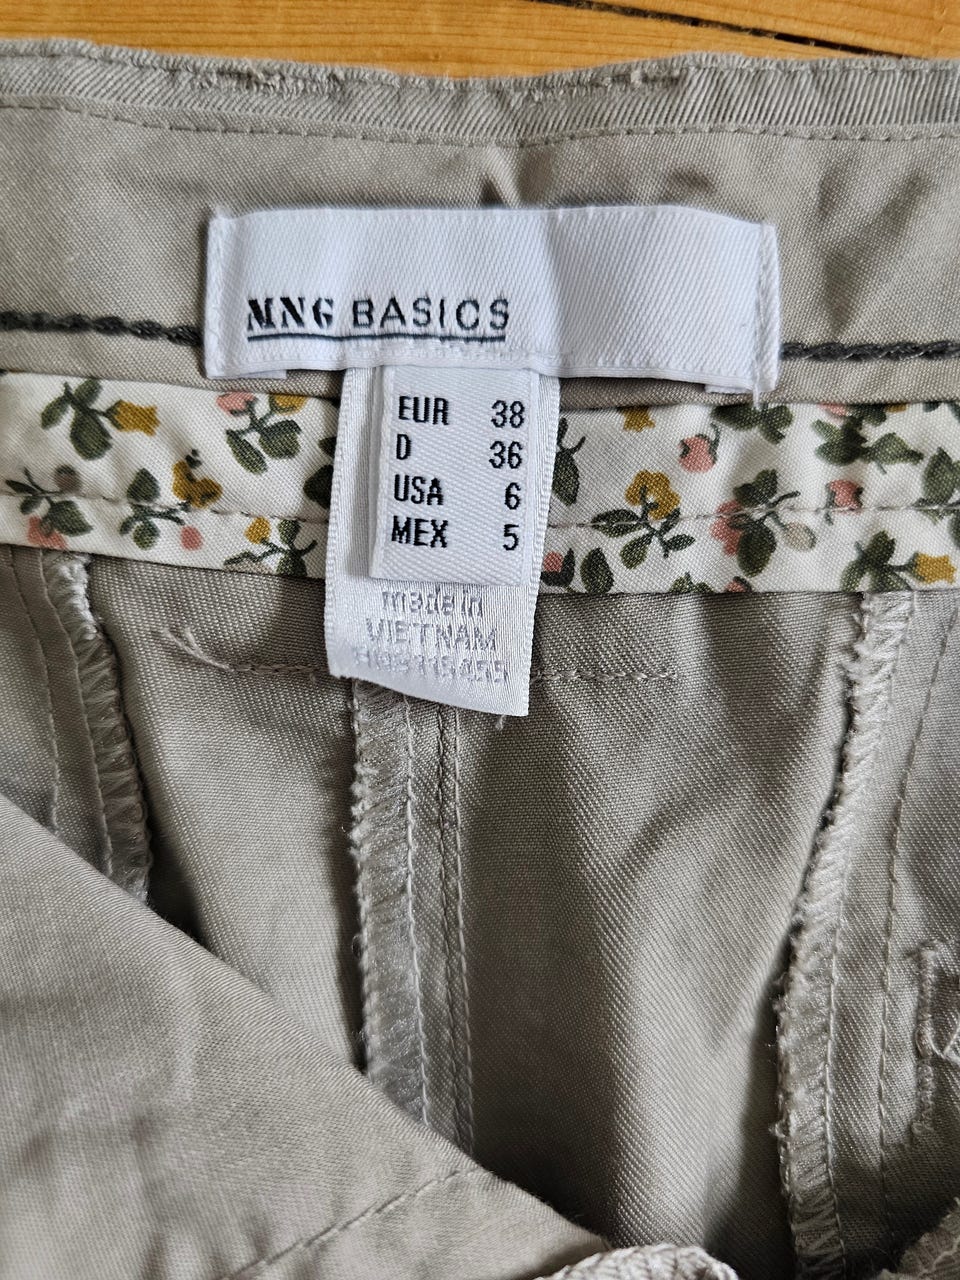 MNG BASICS
EUR 38
D 36
USA 6
MEX 5
made in
VIETNAM